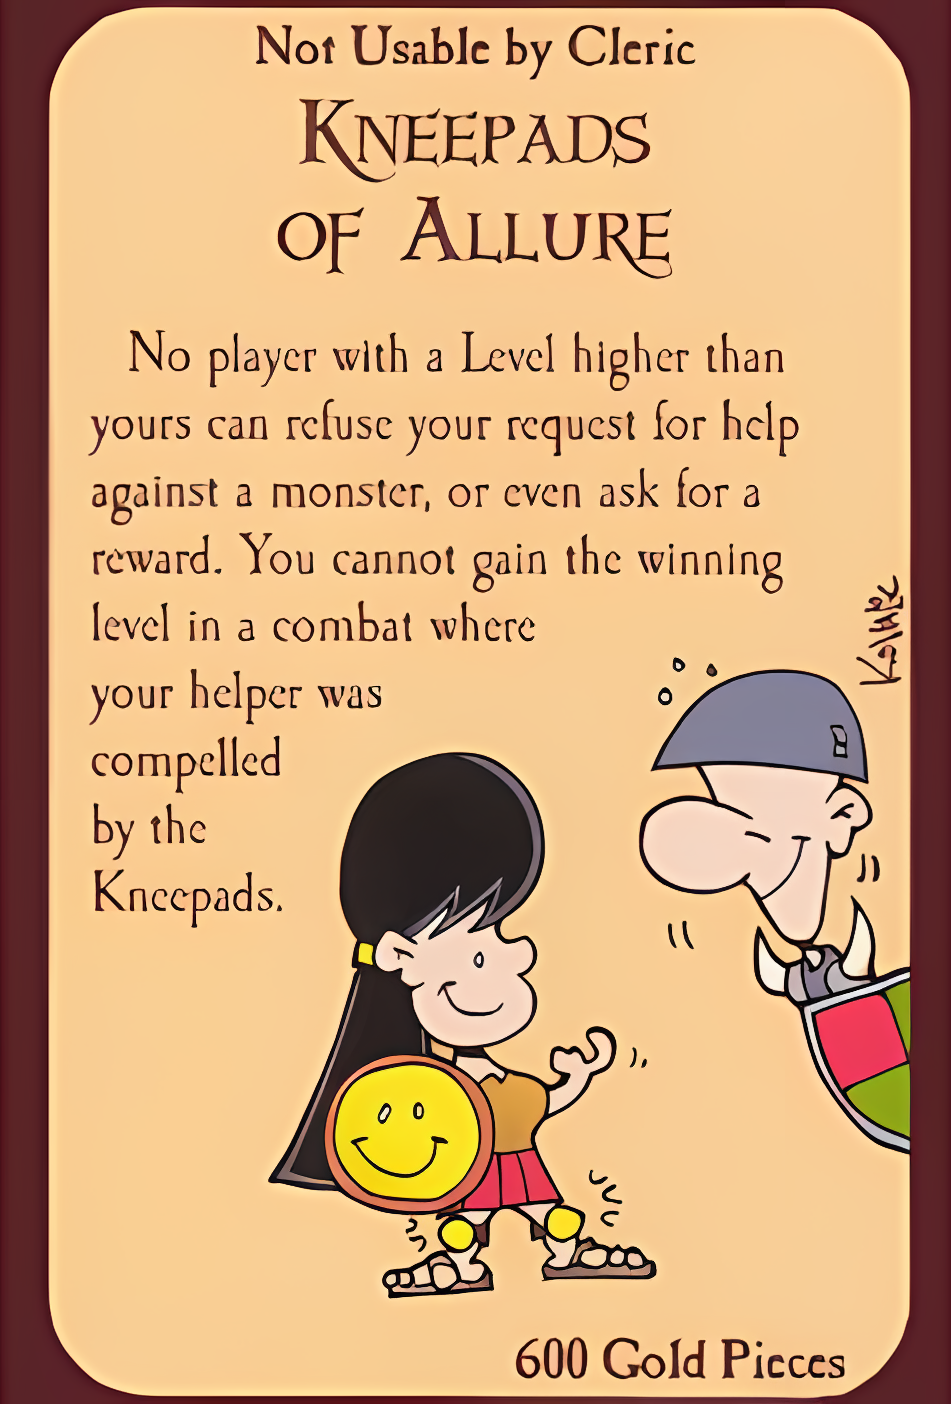 Not Usable by Cleric
KNEEPADS
OF ALLURE
No player with a Level higher than
yours can refuse your request for help
against a monster, or even ask for a
reward. You cannot gain the winning
level in a combat where
your helper was
compelled
by the
Kneepads.
Kovalic
600 Gold Pieces